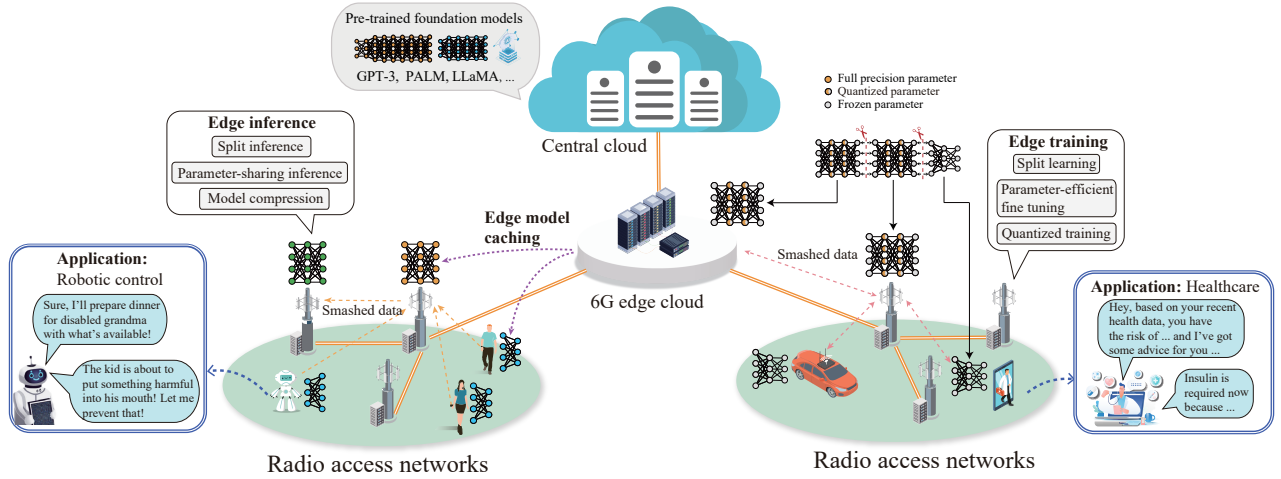 Pre-trained foundation models
GPT-3, PALM, LLaMA, ...
Central cloud
Full precision parameter
Quantized parameter
Frozen parameter
Edge inference
Split inference
Parameter-sharing inference
Model compression
Edge training
Split learning
Parameter-efficient
fine tuning
Quantized training
Edge model
caching
Smashed data
6G edge cloud
Smashed data
Application:
Robotic control
Sure, I'll prepare dinner
for disabled grandma
with what's available!
The kid is about to
put something harmful
into his mouth! Let me
prevent that!
Application: Healthcare
Hey, based on your recent
health data, you have
the risk of ... and I've got
some advice for you ...
Insulin is
required now
because ...
Radio access networks
Radio access networks